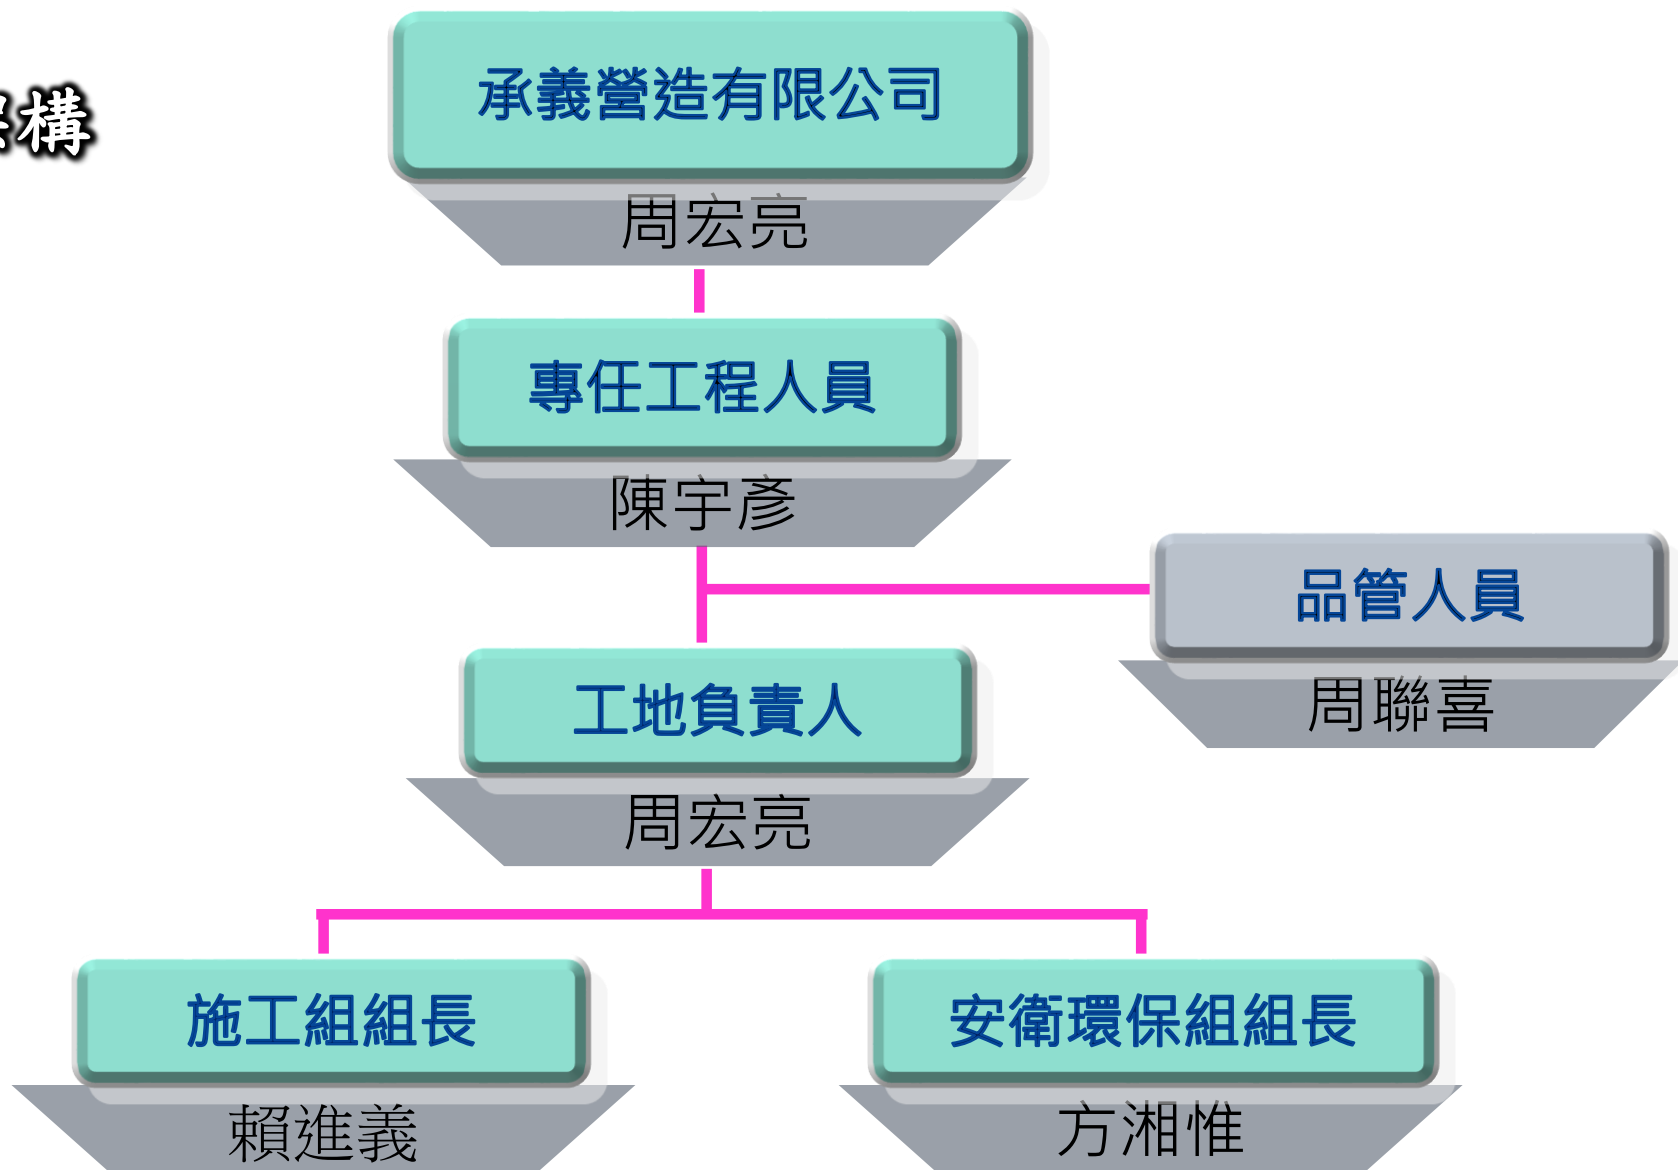 構
承義營造有限公司
周宏亮
專任工程人員
陳宇彥
品管人員
周聯喜
工地負責人
周宏亮
施工組組長
賴進義
安衛環保組組長
方湘惟